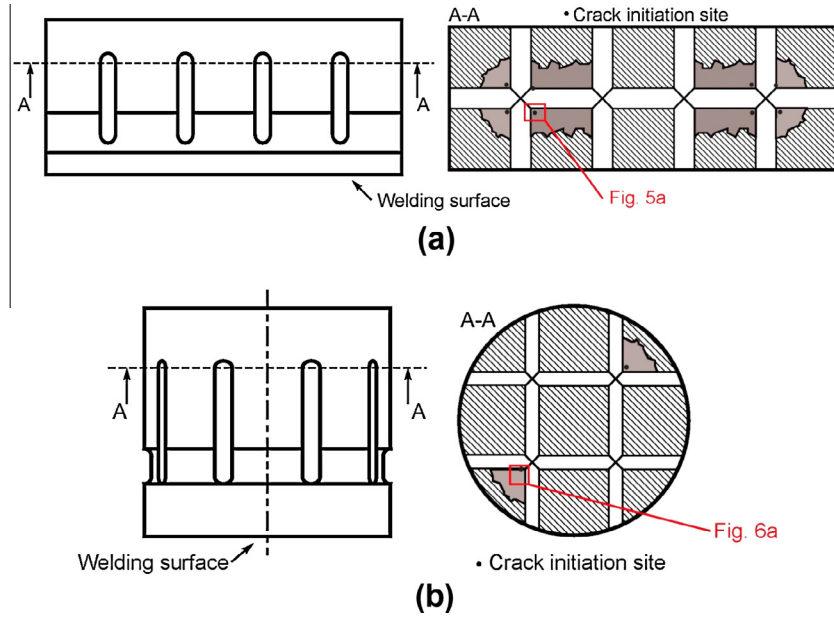 A-A
• Crack initiation site
A
A
Welding surface
Fig. 5a
(a)
A-A
A
A
Fig. 6a
Welding surface
• Crack initiation site
(b)